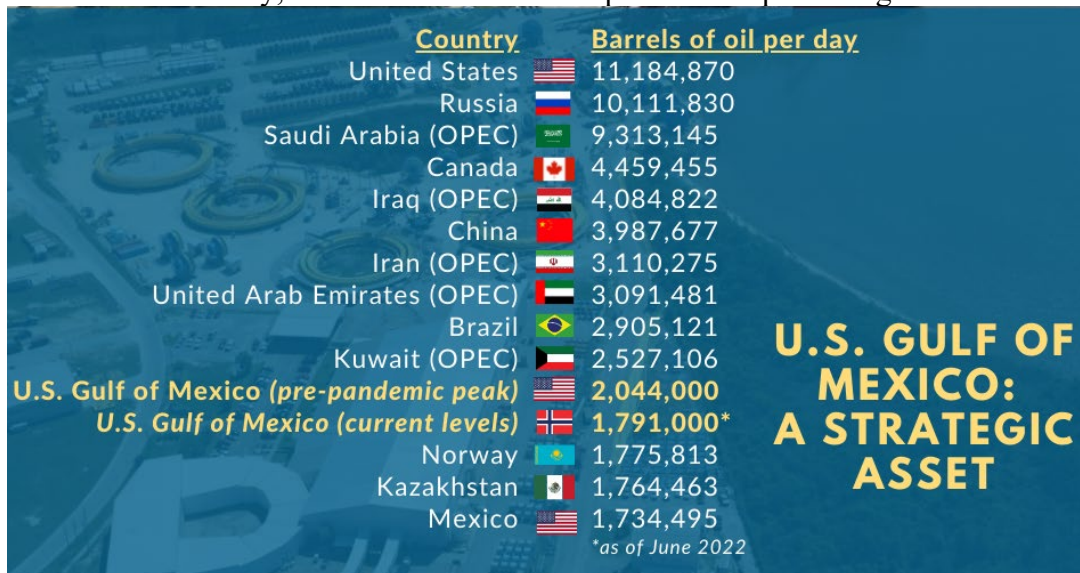 Country Barrels of oil per day
United States 11,184,870
Russia 10,111,830
Saudi Arabia (OPEC) 9,313,145
Canada 4,459,455
Iraq (OPEC) 4,084,822
China 3,987,677
Iran (OPEC) 3,110,275
United Arab Emirates (OPEC) 3,091,481
Brazil 2,905,121
Kuwait (OPEC) 2,527,106
U.S. Gulf of Mexico (pre-pandemic peak) 2,044,000
U.S. Gulf of Mexico (current levels) 1,791,000*
Norway 1,775,813
Kazakhstan 1,764,463
Mexico 1,734,495
*as of June 2022
U.S. GULF OF
MEXICO:
A STRATEGIC
ASSET